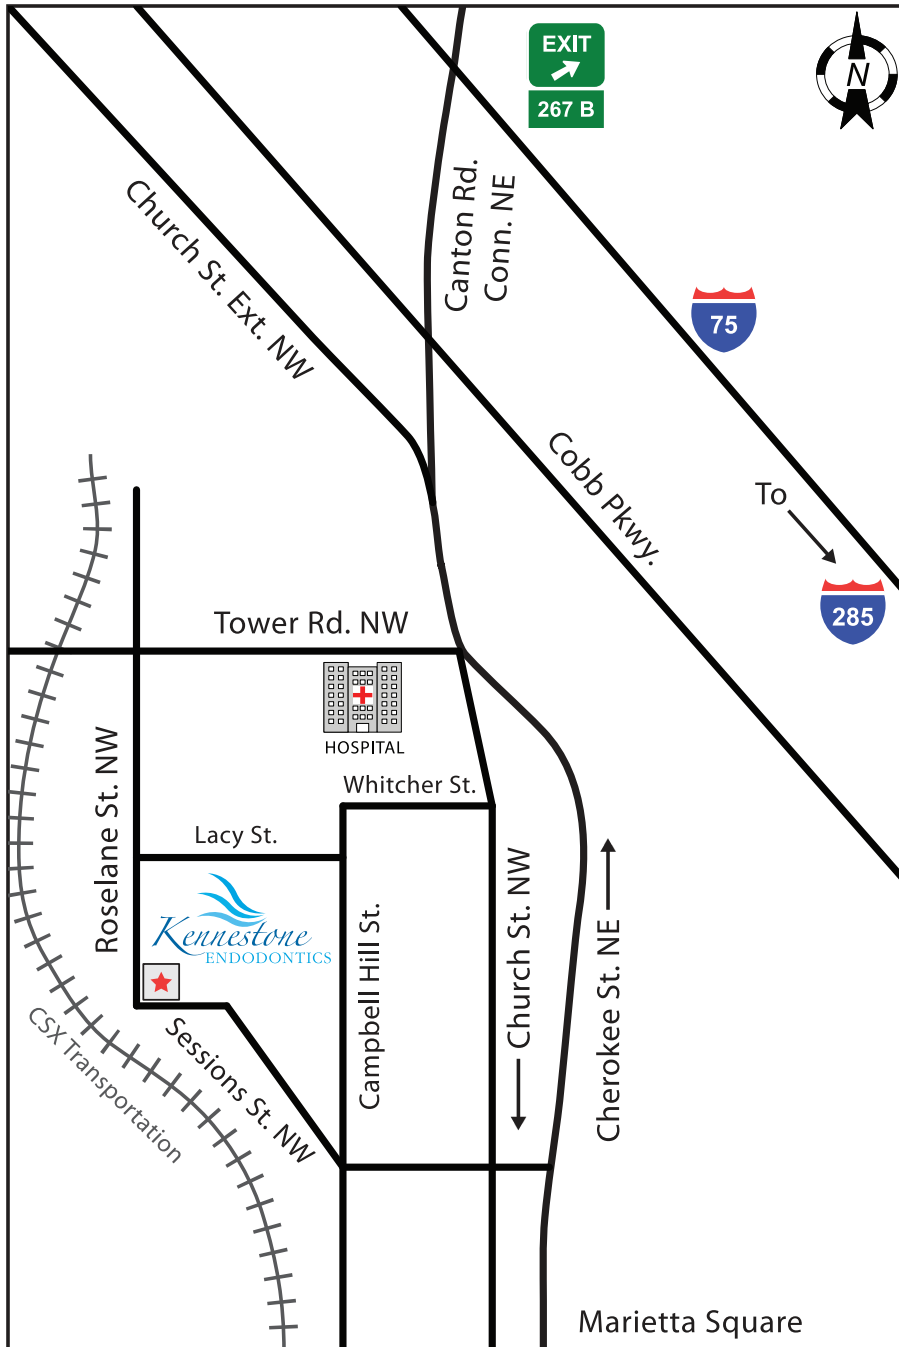 EXIT
267 B
N
Canton Rd.
Conn. NE
Church St. Ext. NW
75
Cobb Pkwy.
To
285
Tower Rd. NW
HOSPITAL
Whitcher St.
Roselane St. NW
Lacy St.
Kennestone
ENDODONTICS
Campbell Hill St.
Church St. NW
Cherokee St. NE
Sessions St. NW
CSX Transportation
Marietta Square